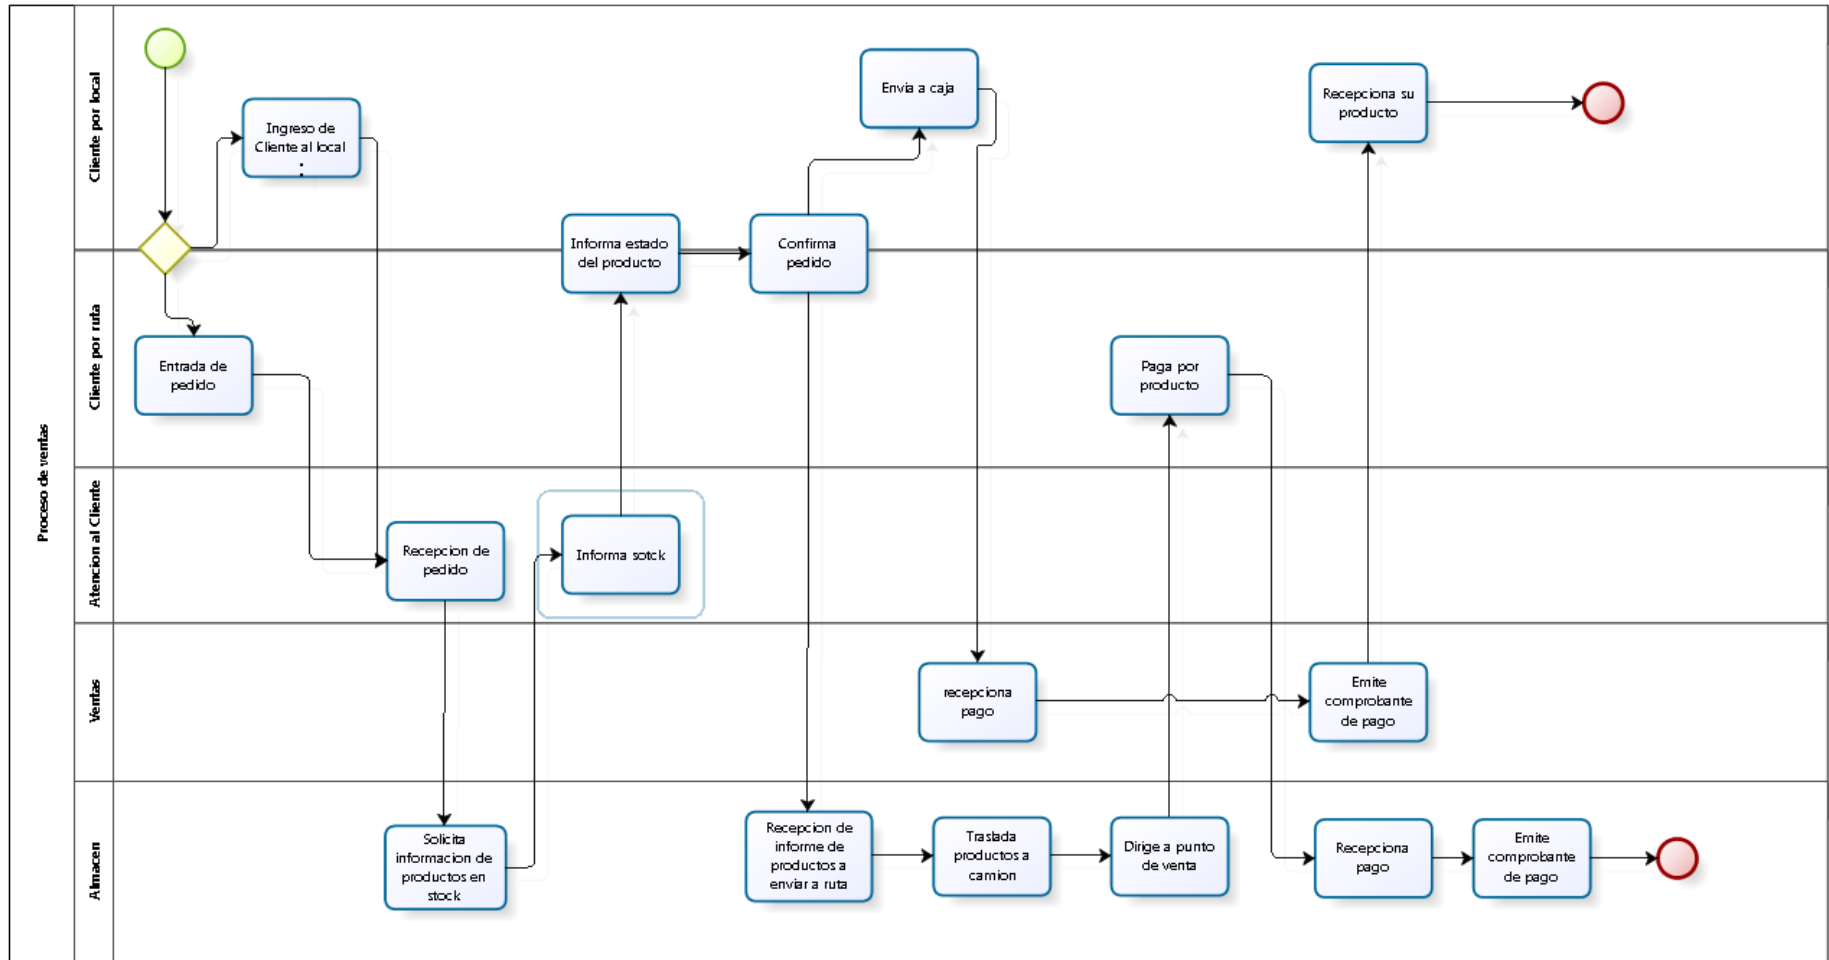 Proceso de ventas
Cliente por local
Ingreso de
Cliente al local
:
Envia a caja
Recepciona su
producto
Informa estado
del producto
Confirma
pedido
Cliente por ruta
Entrada de
pedido
Paga por
producto
Atencion al Cliente
Recepcion de
pedido
Informa sotck
Ventas
recepciona
pago
Emite
comprobante
de pago
Almacen
Solicita
informacion de
productos en
stock
Recepcion de
informe de
productos a
enviar a ruta
Traslada
productos a
camion
Dirige a punto
de venta
Recepciona
pago
Emite
comprobante
de pago